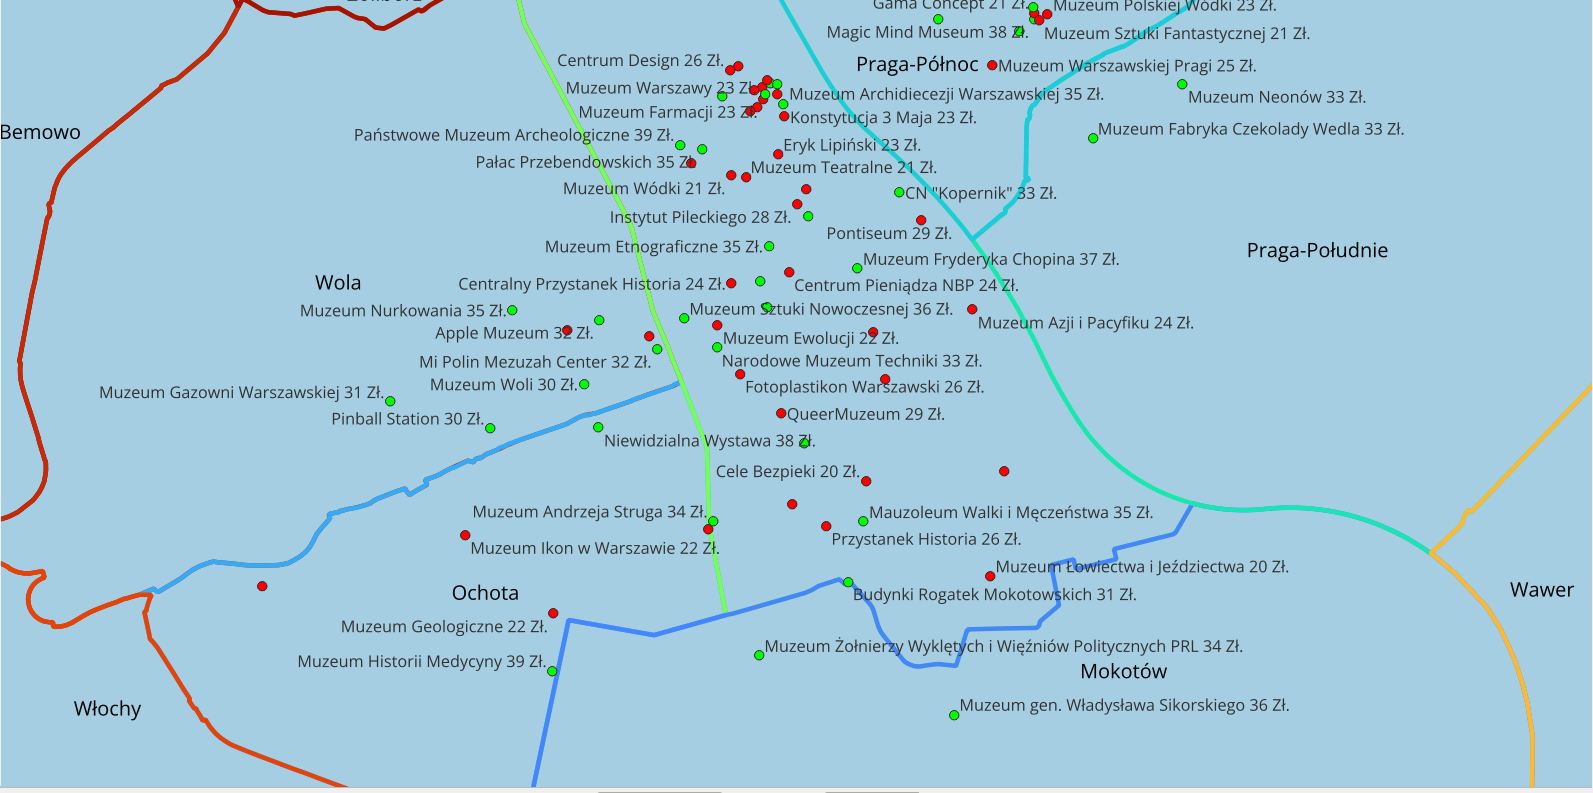 Gama Concept 21 Zł.
Muzeum Polskiej Wódki 23 Zł.
Magic Mind Museum 38 Zł.
Muzeum Sztuki Fantastycznej 21 Zł.
Centrum Design 26 Zł.
Praga-Północ
Muzeum Warszawskiej Pragi 25 Zł.
Muzeum Warszawy 23 Zł.
Muzeum Archidiecezji Warszawskiej 35 Zł.
Muzeum Neonów 33 Zł.
Muzeum Farmacji 23 Zł.
Konstytucja 3 Maja 23 Zł.
Bemowo
Państwowe Muzeum Archeologiczne 39 Zł.
Muzeum Fabryka Czekolady Wedla 33 Zł.
Eryk Lipiński 23 Zł.
Pałac Przebendowskich 35 Zł.
Muzeum Teatralne 21 Zł.
Muzeum Wódki 21 Zł.
CN "Kopernik" 33 Zł.
Instytut Pileckiego 28 Zł.
Pontiseum 29 Zł.
Muzeum Etnograficzne 35 Zł.
Praga-Południe
Muzeum Fryderyka Chopina 37 Zł.
Wola
Centralny Przystanek Historia 24 Zł.
Centrum Pieniądza NBP 24 Zł.
Muzeum Nurkowania 35 Zł.
Muzeum Sztuki Nowoczesnej 36 Zł.
Muzeum Azji i Pacyfiku 24 Zł.
Apple Muzeum 32 Zł.
Muzeum Ewolucji 22 Zł.
Mi Polin Mezuzah Center 32 Zł.
Narodowe Muzeum Techniki 33 Zł.
Muzeum Woli 30 Zł.
Fotoplastikon Warszawski 26 Zł.
Muzeum Gazowni Warszawskiej 31 Zł.
Pinball Station 30 Zł.
QueerMuzeum 29 Zł.
Niewidzialna Wystawa 38 Zł.
Cele Bezpieki 20 Zł.
Muzeum Andrzeja Struga 34 Zł.
Mauzoleum Walki i Męczeństwa 35 Zł.
Przystanek Historia 26 Zł.
Muzeum Ikon w Warszawie 22 Zł.
Muzeum Łowiectwa i Jeździectwa 20 Zł.
Ochota
Budynki Rogatek Mokotowskich 31 Zł.
Wawer
Muzeum Geologiczne 22 Zł.
Muzeum Żołnierzy Wyklętych i Więźniów Politycznych PRL 34 Zł.
Muzeum Historii Medycyny 39 Zł.
Mokotów
Muzeum gen. Władysława Sikorskiego 36 Zł.
Włochy